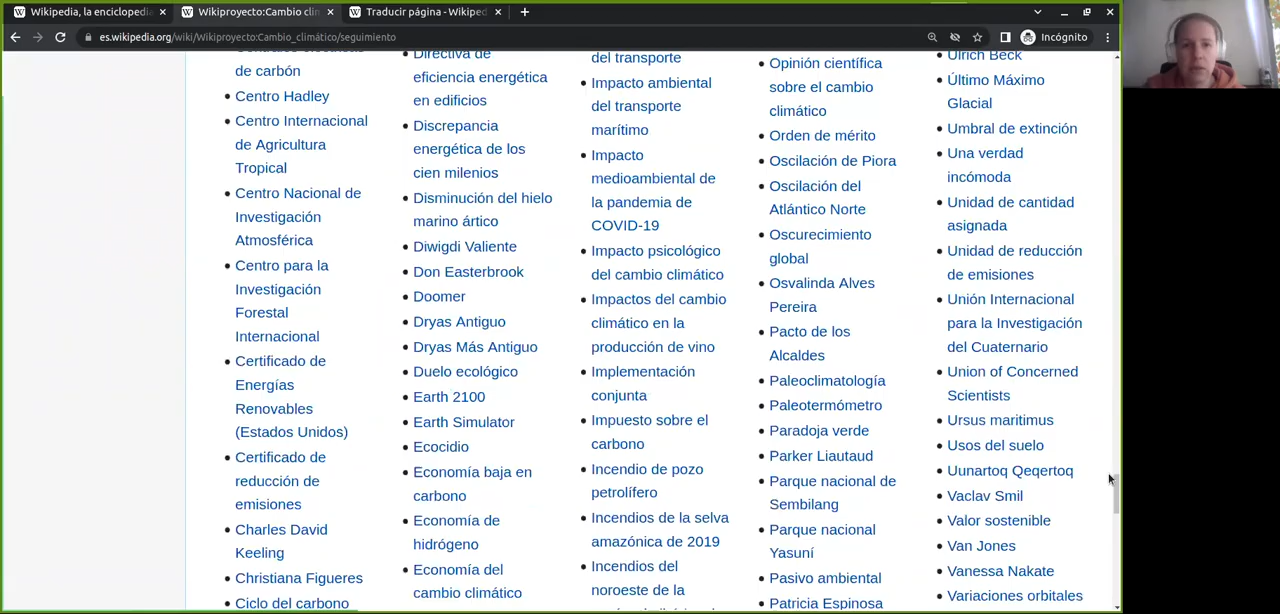 Wikipedia, la enciclopedia
Wikiproyecto:Cambio clim
Traducir página - Wikiped
es.wikipedia.org/wiki/Wikiproyecto:Cambio_climático/seguimiento
Incógnito
de carbón
Centro Hadley
Centro Internacional
de Agricultura
Tropical
Centro Nacional de
Investigación
Atmosférica
Centro para la
Investigación
Forestal
Internacional
Certificado de
Energías
Renovables
(Estados Unidos)
Certificado de
reducción de
emisiones
Charles David
Keeling
Christiana Figueres
Ciclo del carbono
Directiva de
eficiencia energética
en edificios
Discrepancia
energética de los
cien milenios
Disminución del hielo
marino ártico
Diwigdi Valiente
Don Easterbrook
Doomer
Dryas Antiguo
Dryas Más Antiguo
Duelo ecológico
Earth 2100
Earth Simulator
Ecocidio
Economía baja en
carbono
Economía de
hidrógeno
Economía del
cambio climático
del transporte
Impacto ambiental
del transporte
marítimo
Impacto
medioambiental de
la pandemia de
COVID-19
Impacto psicológico
del cambio climático
Impactos del cambio
climático en la
producción de vino
Implementación
conjunta
Impuesto sobre el
carbono
Incendio de pozo
petrolífero
Incendios de la selva
amazónica de 2019
Incendios del
noroeste de la
Opinión científica
sobre el cambio
climático
Orden de mérito
Oscilación de Piora
Oscilación del
Atlántico Norte
Oscurecimiento
global
Osvalinda Alves
Pereira
Pacto de los
Alcaldes
Paleoclimatología
Paleotermómetro
Paradoja verde
Parker Liautaud
Parque nacional de
Sembilang
Parque nacional
Yasuní
Pasivo ambiental
Patricia Espinosa
Ulrich Beck
Último Máximo
Glacial
Umbral de extinción
Una verdad
incómoda
Unidad de cantidad
asignada
Unidad de reducción
de emisiones
Unión Internacional
para la Investigación
del Cuaternario
Union of Concerned
Scientists
Ursus maritimus
Usos del suelo
Uunartoq Qeqertoq
Vaclav Smil
Valor sostenible
Van Jones
Vanessa Nakate
Variaciones orbitales